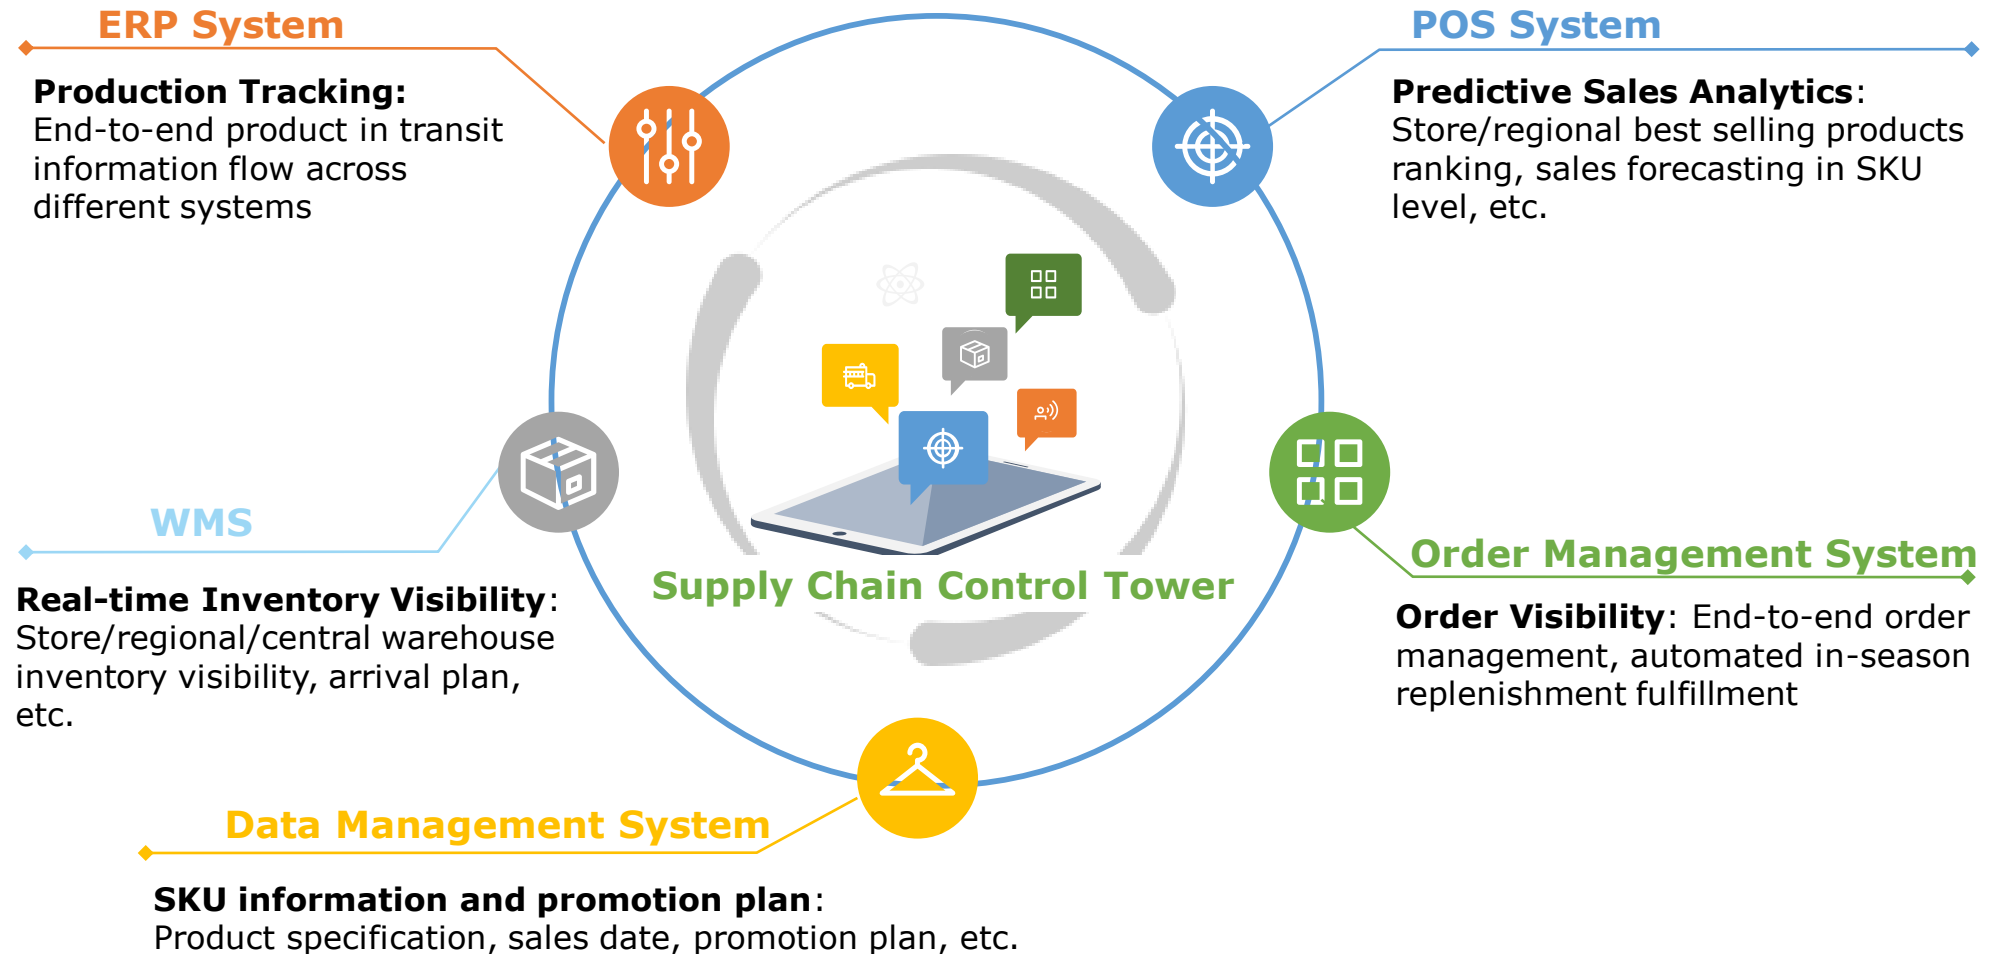 ERP System
Production Tracking:
End-to-end product in transit
information flow across
different systems
POS System
Predictive Sales Analytics:
Store/regional best selling products
ranking, sales forecasting in SKU
level, etc.
WMS
Real-time Inventory Visibility:
Store/regional/central warehouse
inventory visibility, arrival plan,
etc.
Supply Chain Control Tower
Order Management System
Order Visibility: End-to-end order
management, automated in-season
replenishment fulfillment
Data Management System
SKU information and promotion plan:
Product specification, sales date, promotion plan, etc.